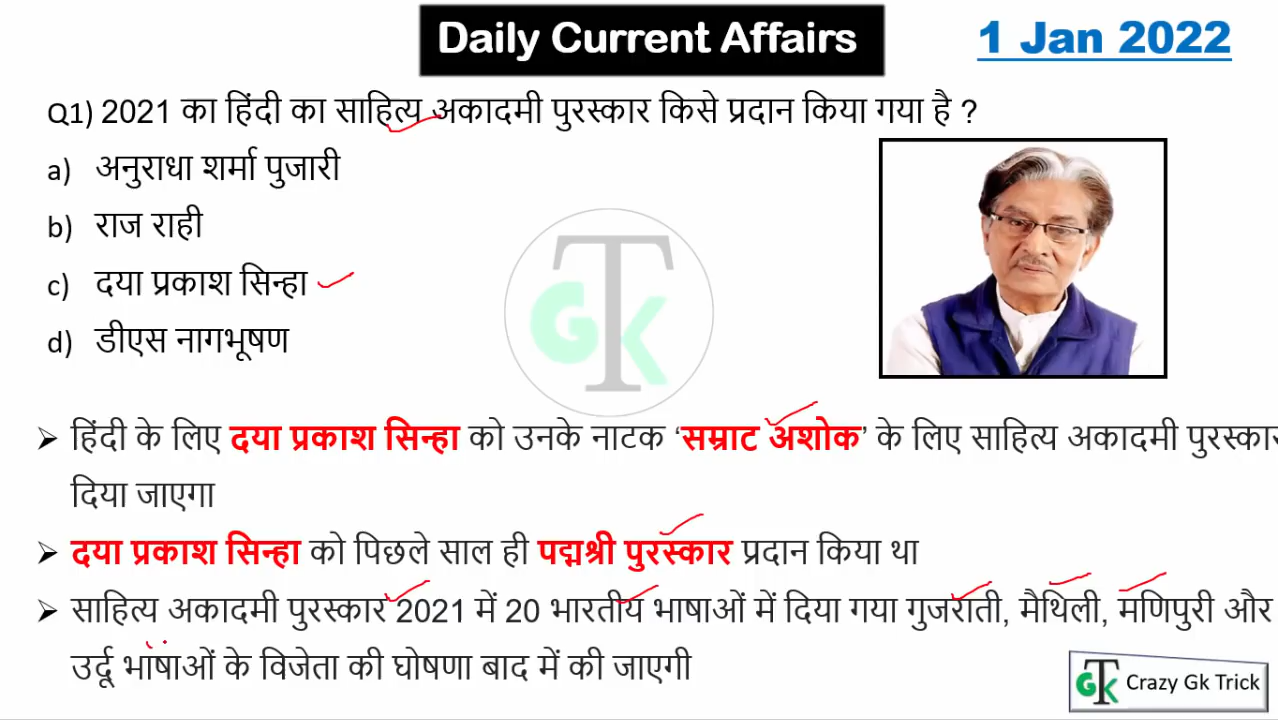 Daily Current Affairs
1 Jan 2022
Q1) 2021 का हिंदी का साहित्य अकादमी पुरस्कार किसे प्रदान किया गया है ?
a) अनुराधा शर्मा पुजारी
b) राज राही
c) दया प्रकाश सिन्हा
d) डीएस नागभूषण
GTK
➢ हिंदी के लिए दया प्रकाश सिन्हा को उनके नाटक ‘सम्राट अशोक’ के लिए साहित्य अकादमी पुरस्कार
दिया जाएगा
➢ दया प्रकाश सिन्हा को पिछले साल ही पद्मश्री पुरस्कार प्रदान किया था
➢ साहित्य अकादमी पुरस्कार 2021 में 20 भारतीय भाषाओं में दिया गया गुजराती, मैथिली, मणिपुरी और
उर्दू भाषाओं के विजेता की घोषणा बाद में की जाएगी
GTK Crazy Gk Trick